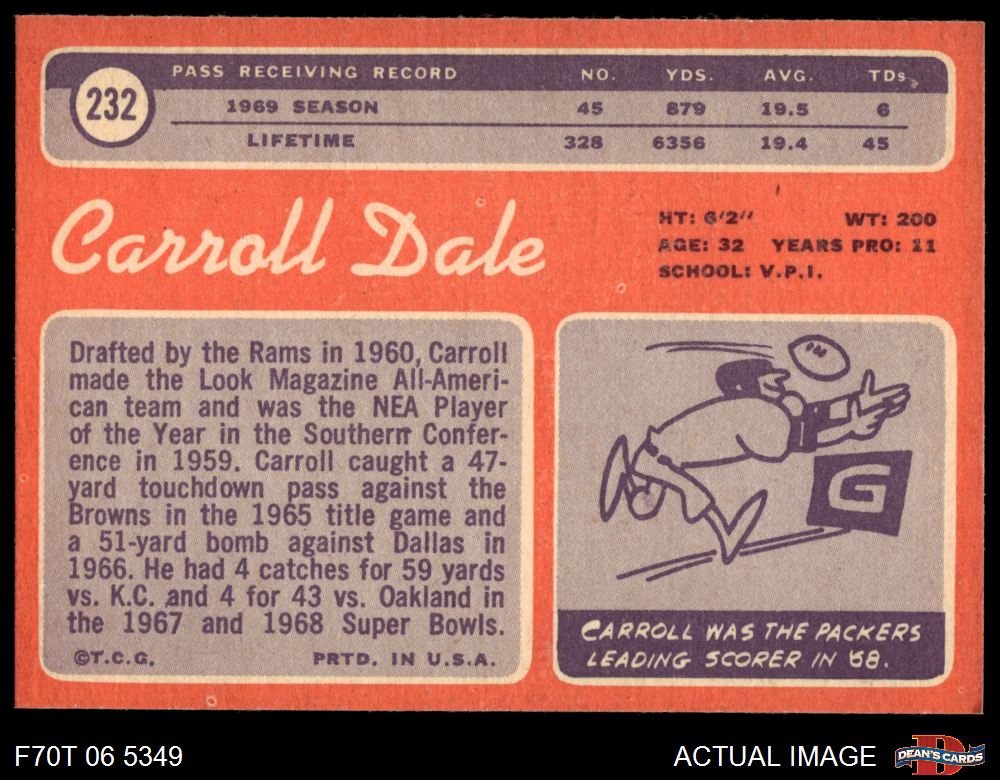 PASS RECEIVING RECORD NO. YDS. AVG. TDs.
232
1969 SEASON 45 879 19.5 6
LIFETIME 328 6356 19.4 45
Carroll Dale
HT: 6'2" WT: 200
AGE: 32 YEARS PRO: 11
SCHOOL: V.P.I.
Drafted by the Rams in 1960, Carroll
made the Look Magazine All-Ameri-
can team and was the NEA Player
of the Year in the Southern Confer-
ence in 1959. Carroll caught a 47-
yard touchdown pass against the
Browns in the 1965 title game and
a 51-yard bomb against Dallas in
1966. He had 4 catches for 59 yards
vs. K.C. and 4 for 43 vs. Oakland in
the 1967 and 1968 Super Bowls.
©T.C.G. PRTD. IN U.S.A.
G
CARROLL WAS THE PACKERS
LEADING SCORER IN '68.
F70T 06 5349 ACTUAL IMAGE D DEAN'S CARDS